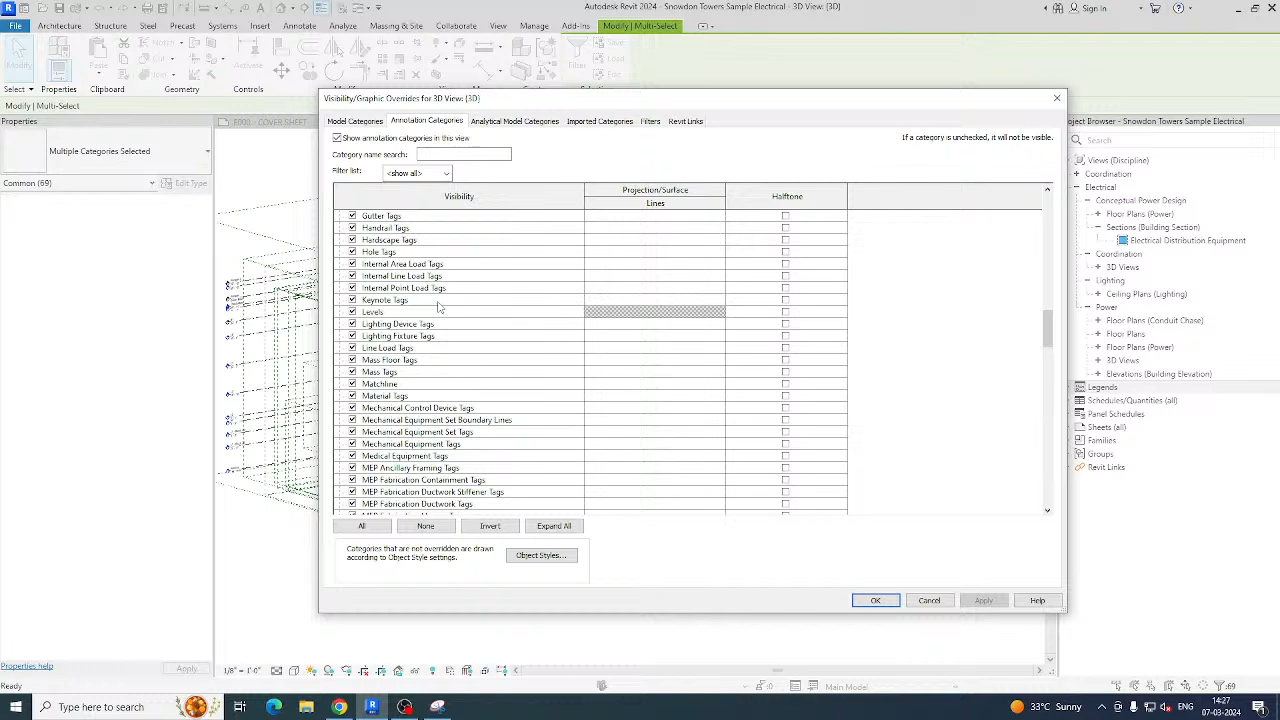 Autodesk Revit 2024 - Snowdon Towers Sample Electrical - 3D View: {3D}
Sign In
File Architecture Structure Steel Precast Systems Insert Annotate Analyze Massing & Site Collaborate View Manage Add-Ins Modify | Multi-Select
Modify
Paste
Notch
Activate
Filter
Save
Load
Select Properties Clipboard Geometry Controls
Modify | Multi-Select
Properties
Multiple Categories Selected
Common (69)
Edit Type
Properties help
Apply
E000 - COVER SHEET
Visibility/Graphic Overrides for 3D View: {3D}
Model Categories Annotation Categories Analytical Model Categories Imported Categories Filters Revit Links
Show annotation categories in this view
If a category is unchecked, it will not be visible.
Category name search:
Filter list: <show all>
Visibility Projection/Surface Halftone
Lines
Gutter Tags
Handrail Tags
Hardscape Tags
Hole Tags
Internal Area Load Tags
Internal Line Load Tags
Internal Point Load Tags
Keynote Tags
Levels
Lighting Device Tags
Lighting Fixture Tags
Line Load Tags
Mass Floor Tags
Mass Tags
Matchline
Material Tags
Mechanical Control Device Tags
Mechanical Equipment Set Boundary Lines
Mechanical Equipment Set Tags
Mechanical Equipment Tags
Medical Equipment Tags
MEP Ancillary Framing Tags
MEP Fabrication Containment Tags
MEP Fabrication Ductwork Stiffener Tags
MEP Fabrication Ductwork Tags
All None Invert Expand All
Categories that are not overridden are drawn
according to Object Style settings.
Object Styles...
OK Cancel Apply Help
oject Browser - Snowdon Towers Sample Electrical
Search
Views (Discipline)
Coordination
Electrical
Conceptual Power Design
Floor Plans (Power)
Sections (Building Section)
Electrical Distribution Equipment
Coordination
3D Views
Lighting
Ceiling Plans (Lighting)
Power
Floor Plans (Conduit Chase)
Floor Plans
Floor Plans (Power)
3D Views
Elevations (Building Elevation)
Legends
Schedules/Quantities (all)
Panel Schedules
Sheets (all)
Families
Groups
Revit Links
1/8" = 1'-0"
Ready
:0
Main Model
:69
Type here to search
33°C Sunny
ENG
14:27
07-03-2024